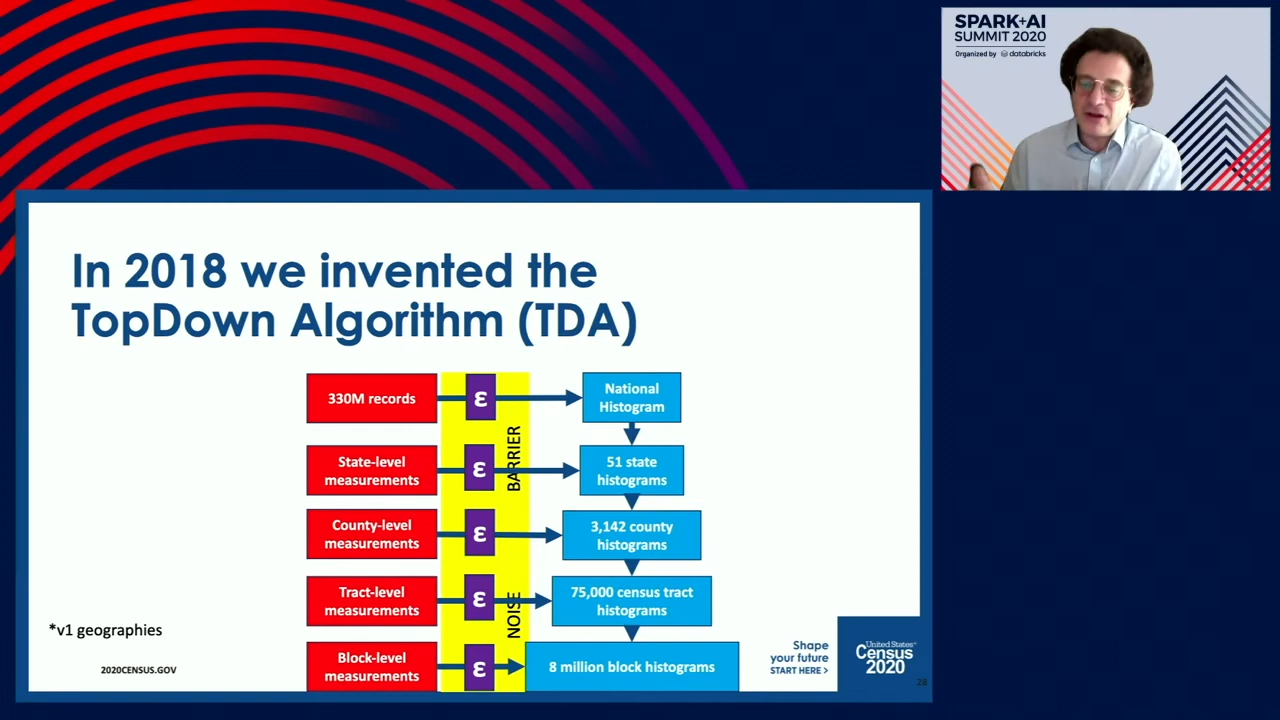 SPARK+AI
SUMMIT 2020
Organized by databricks
In 2018 we invented the
TopDown Algorithm (TDA)
330M records
ε
National
Histogram
State-level
measurements
ε
BARRIER
51 state
histograms
County-level
measurements
ε
3,142 county
histograms
Tract-level
measurements
ε
NOISE
75,000 census tract
histograms
Block-level
measurements
ε
8 million block histograms
*v1 geographies
2020CENSUS.GOV
Shape
your future
START HERE >
United States®
Census
2020
28